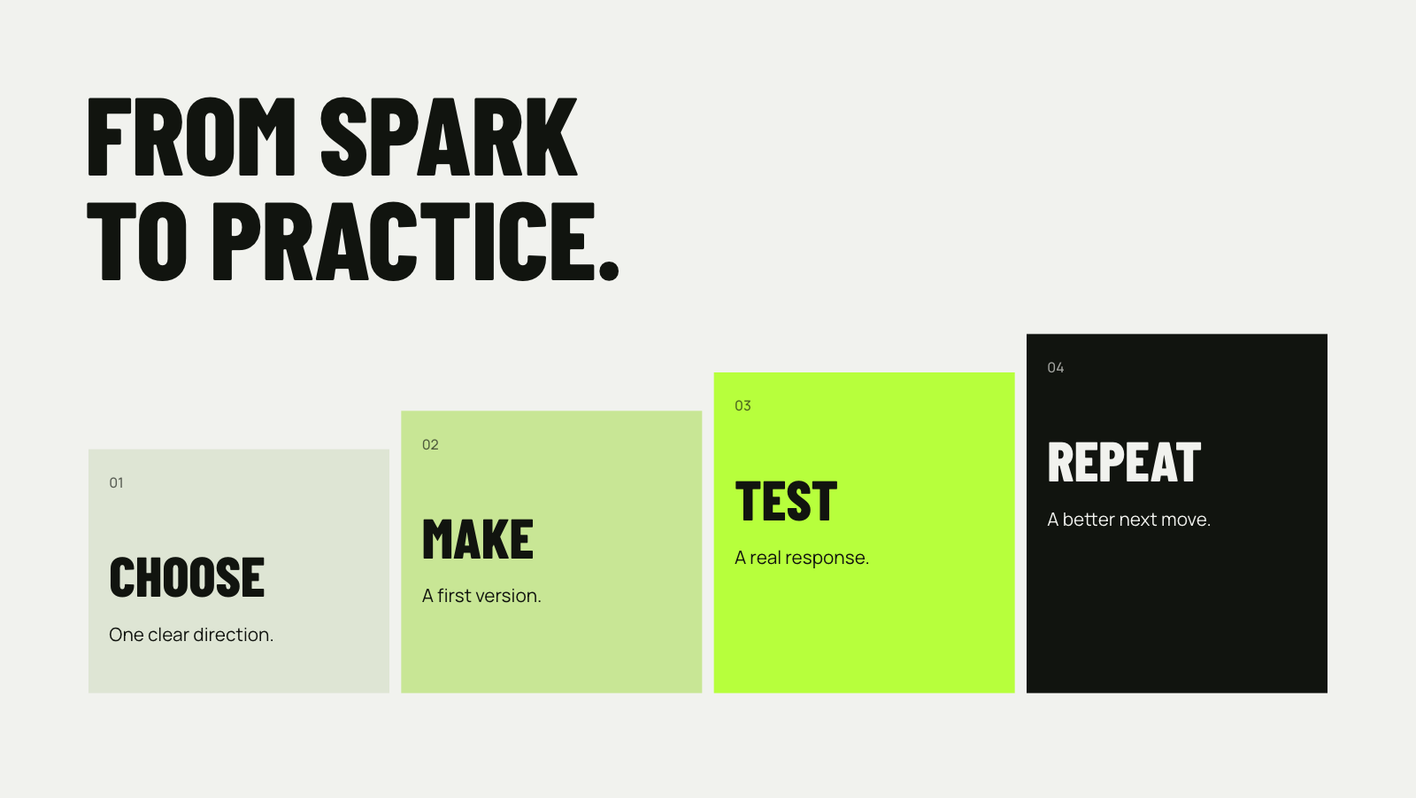 FROM SPARK
TO PRACTICE.
01
CHOOSE
One clear direction.
02
MAKE
A first version.
03
TEST
A real response.
04
REPEAT
A better next move.